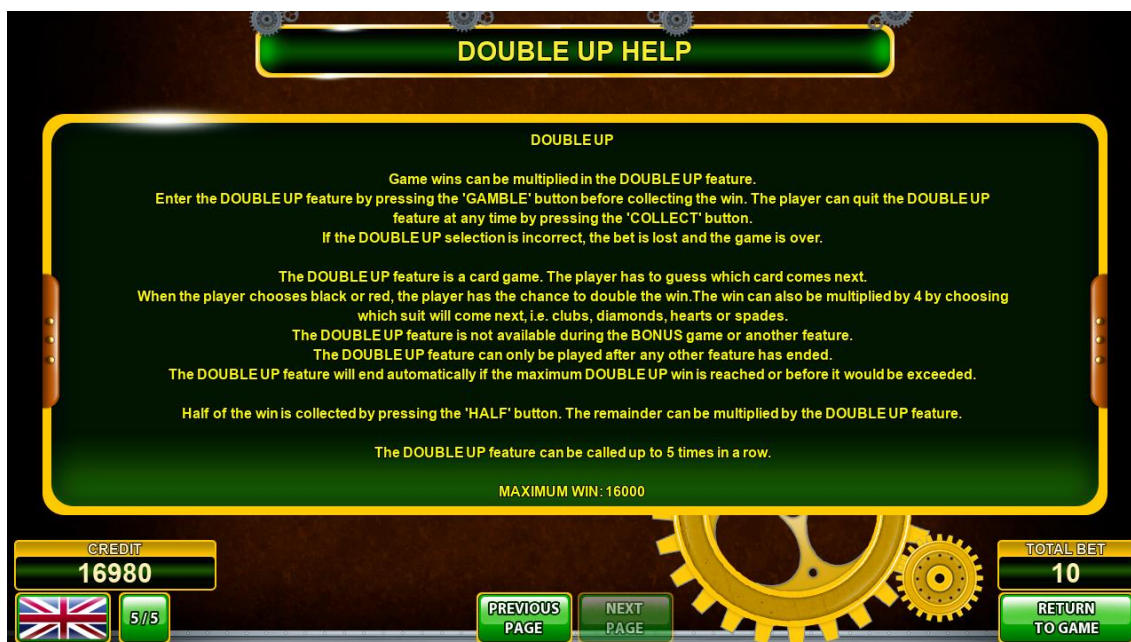 DOUBLE UP HELP
DOUBLE UP
Game wins can be multiplied in the DOUBLE UP feature.
Enter the DOUBLE UP feature by pressing the 'GAMBLE' button before collecting the win. The player can quit the DOUBLE UP
feature at any time by pressing the 'COLLECT' button.
If the DOUBLE UP selection is incorrect, the bet is lost and the game is over.
The DOUBLE UP feature is a card game. The player has to guess which card comes next.
When the player chooses black or red, the player has the chance to double the win.The win can also be multiplied by 4 by choosing
which suit will come next, i.e. clubs, diamonds, hearts or spades.
The DOUBLE UP feature is not available during the BONUS game or another feature.
The DOUBLE UP feature can only be played after any other feature has ended.
The DOUBLE UP feature will end automatically if the maximum DOUBLE UP win is reached or before it would be exceeded.
Half of the win is collected by pressing the 'HALF' button. The remainder can be multiplied by the DOUBLE UP feature.
The DOUBLE UP feature can be called up to 5 times in a row.
MAXIMUM WIN: 16000
CREDIT
16980
5/5
PREVIOUS
PAGE
NEXT
PAGE
TOTAL BET
10
RETURN
TO GAME